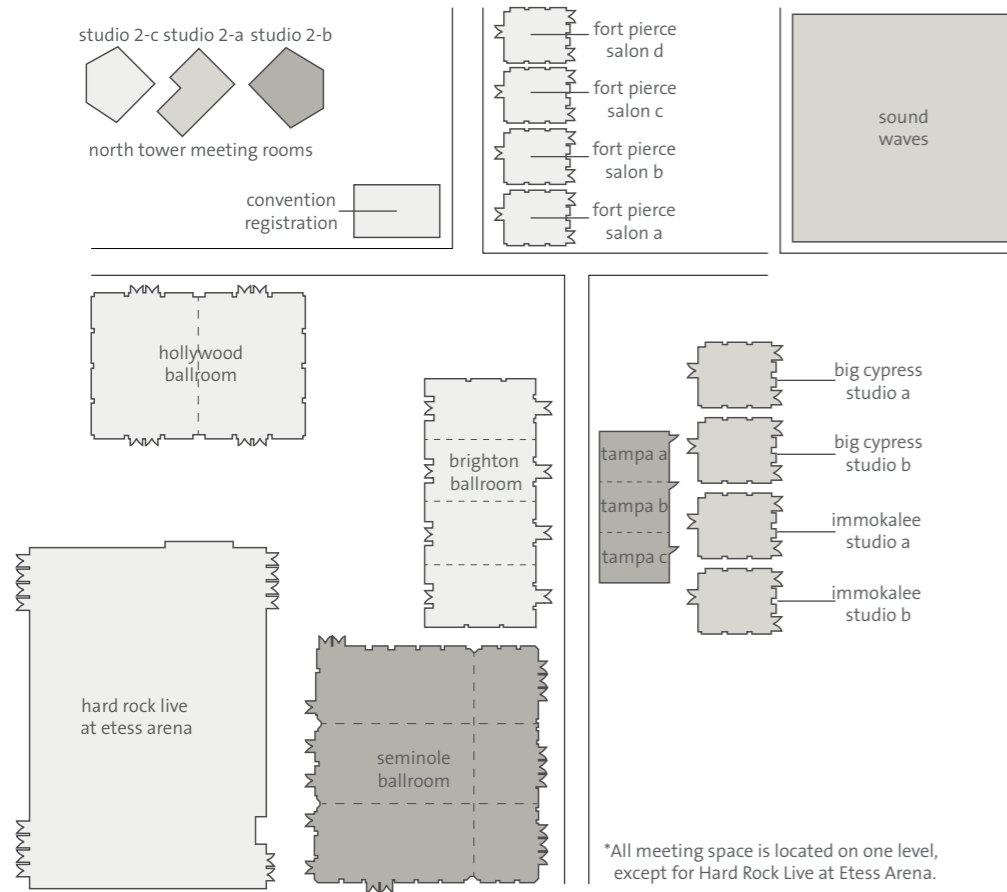 studio 2-c studio 2-a studio 2-b
north tower meeting rooms
convention
registration
fort pierce
salon d
fort pierce
salon c
fort pierce
salon b
fort pierce
salon a
sound
waves
hollywood
ballroom
brighton
ballroom
tampa a
tampa b
tampa c
big cypress
studio a
big cypress
studio b
immokalee
studio a
immokalee
studio b
hard rock live
at etess arena
seminole
ballroom
*All meeting space is located on one level,
except for Hard Rock Live at Etess Arena.